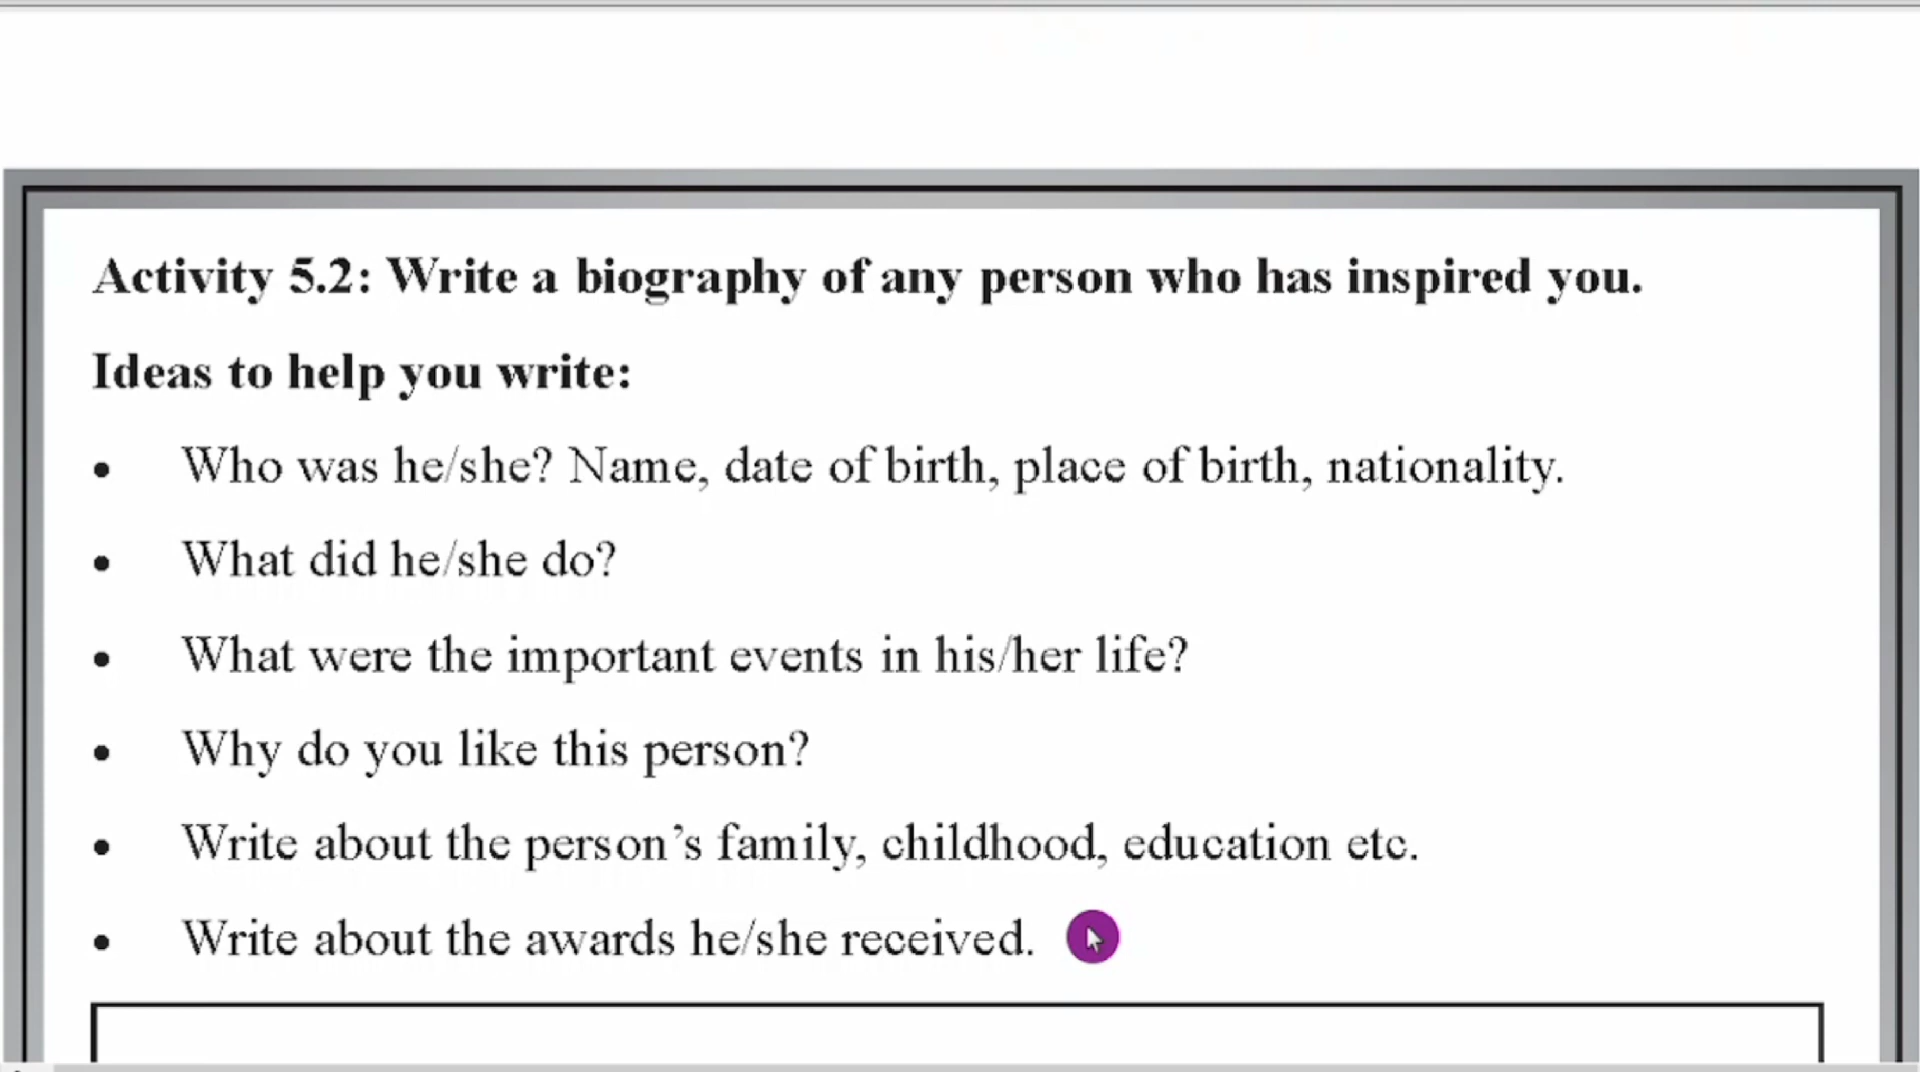 Activity 5.2: Write a biography of any person who has inspired you.
Ideas to help you write:
• Who was he/she? Name, date of birth, place of birth, nationality.
• What did he/she do?
• What were the important events in his/her life?
• Why do you like this person?
• Write about the person's family, childhood, education etc.
• Write about the awards he/she received.